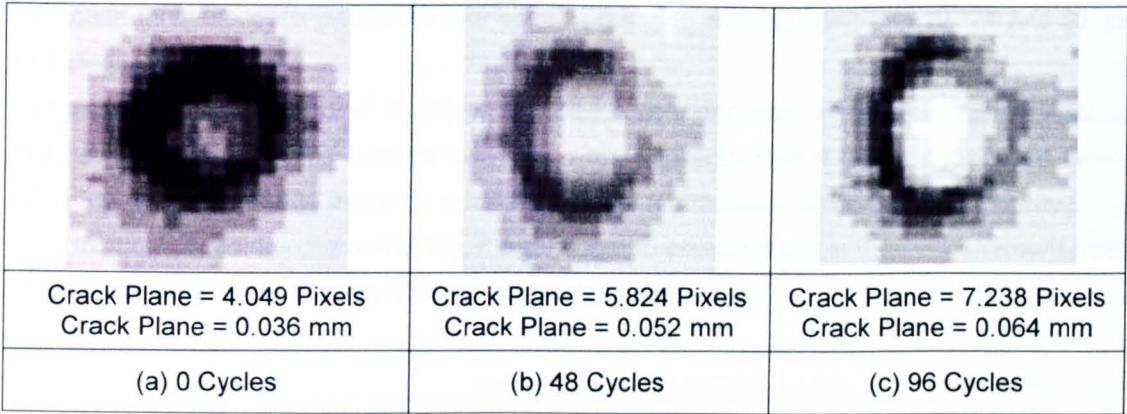 Crack Plane = 4.049 Pixels
Crack Plane = 0.036 mm
Crack Plane = 5.824 Pixels
Crack Plane = 0.052 mm
Crack Plane = 7.238 Pixels
Crack Plane = 0.064 mm
(a) 0 Cycles
(b) 48 Cycles
(c) 96 Cycles